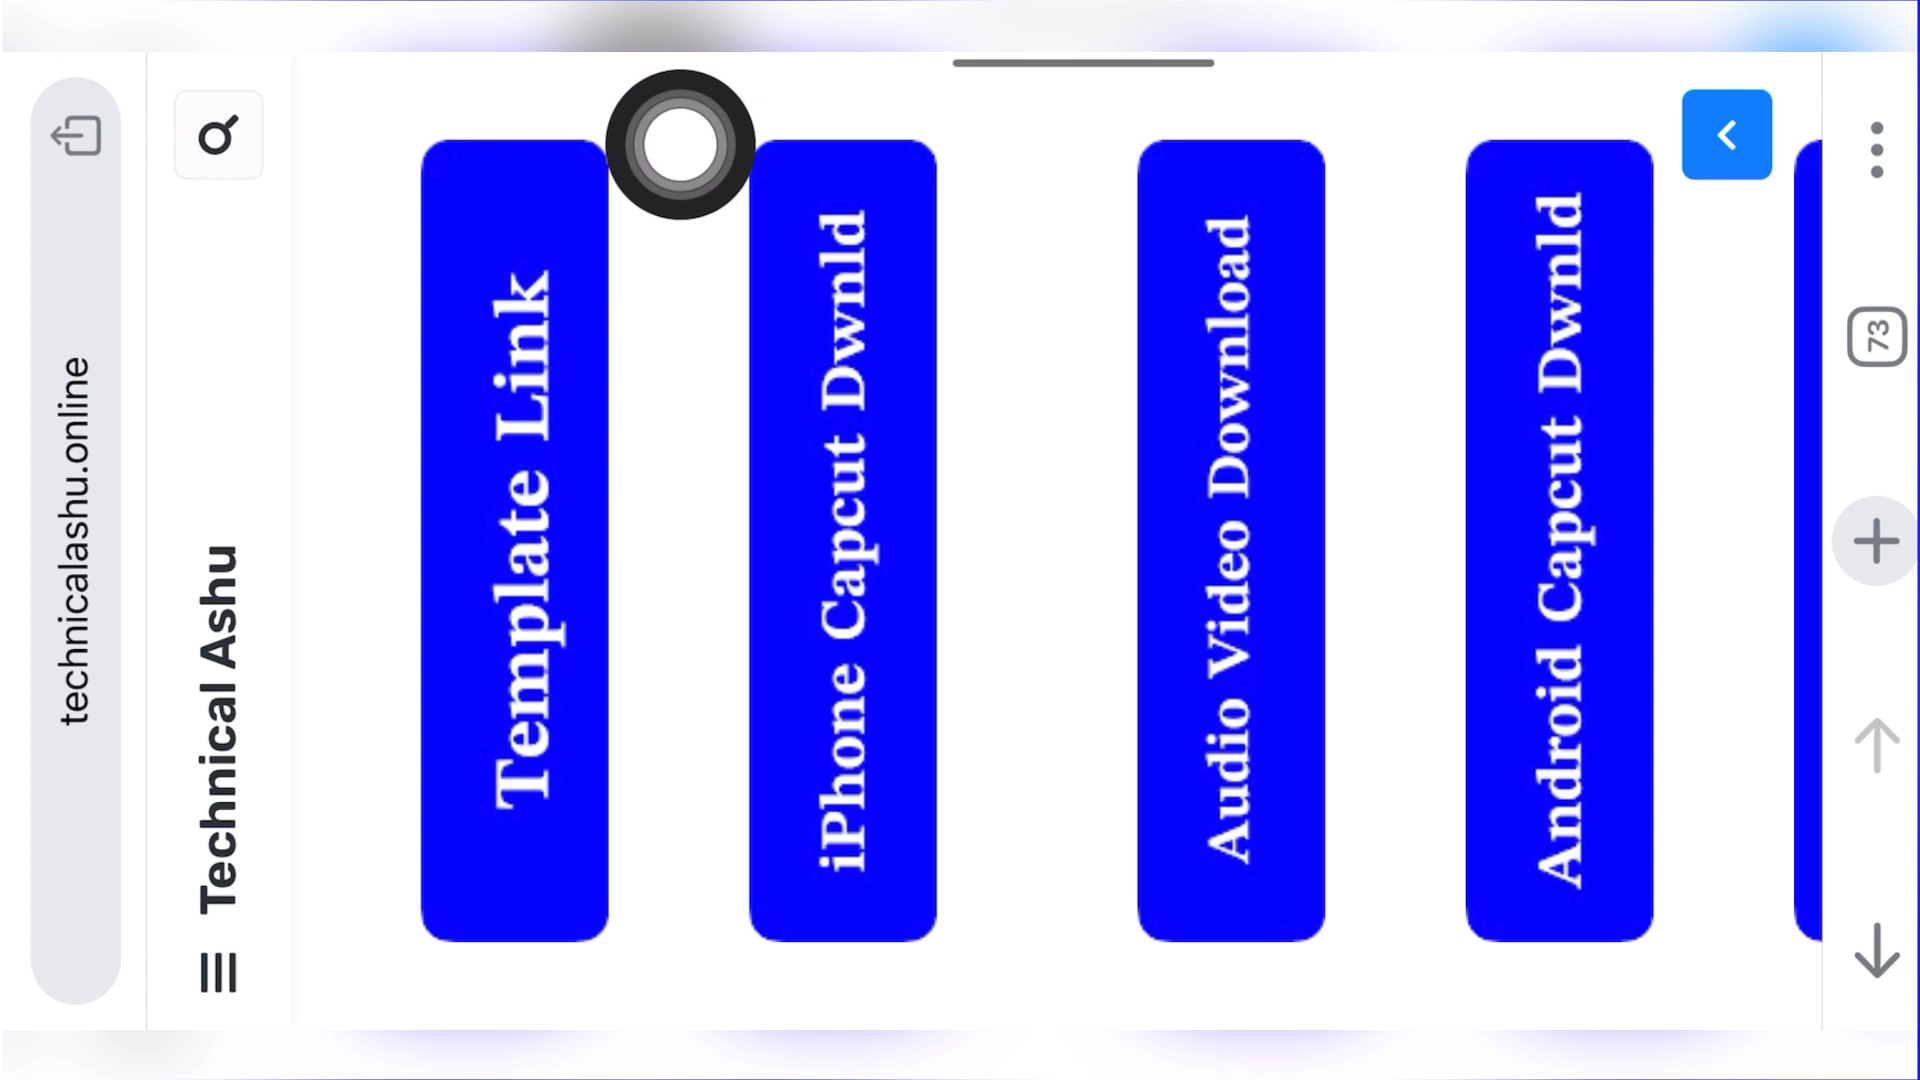 technicalashu.online
Technical Ashu
Template Link
iPhone Capcut Dwnld
Audio Video Download
Android Capcut Dwnld
73